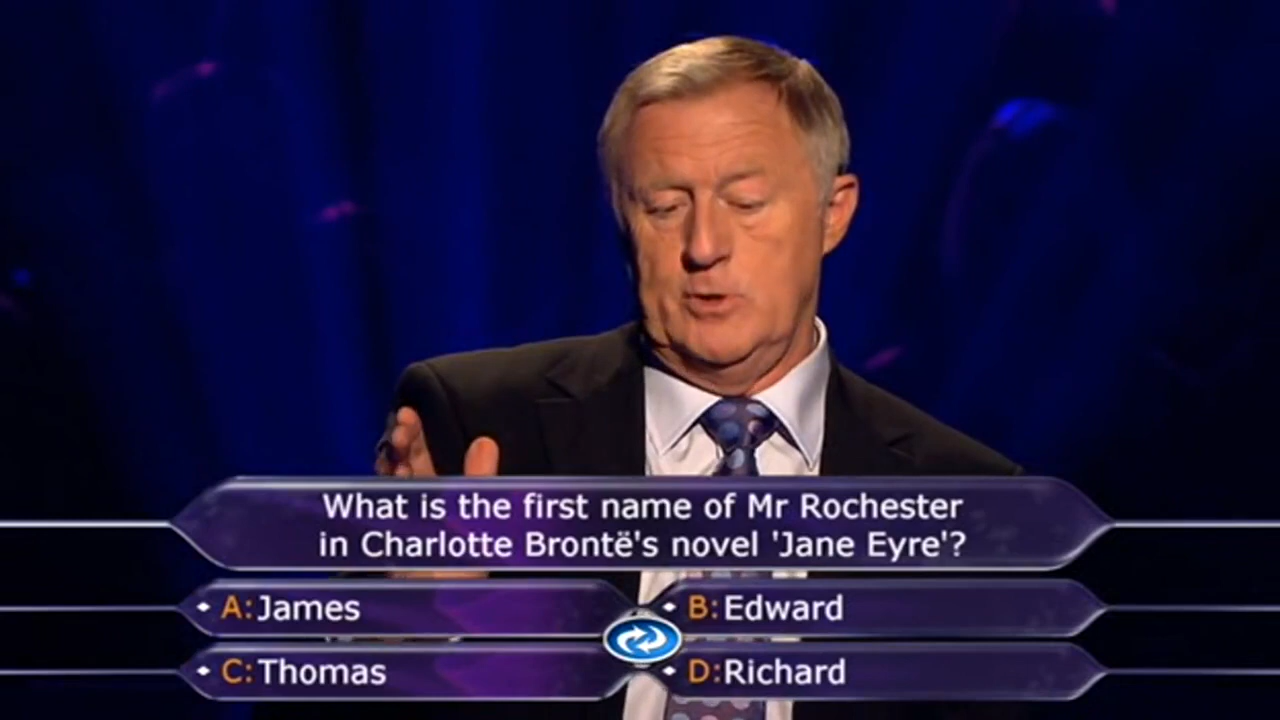 What is the first name of Mr Rochester
in Charlotte Brontë's novel 'Jane Eyre'?
A: James
B: Edward
C: Thomas
D: Richard